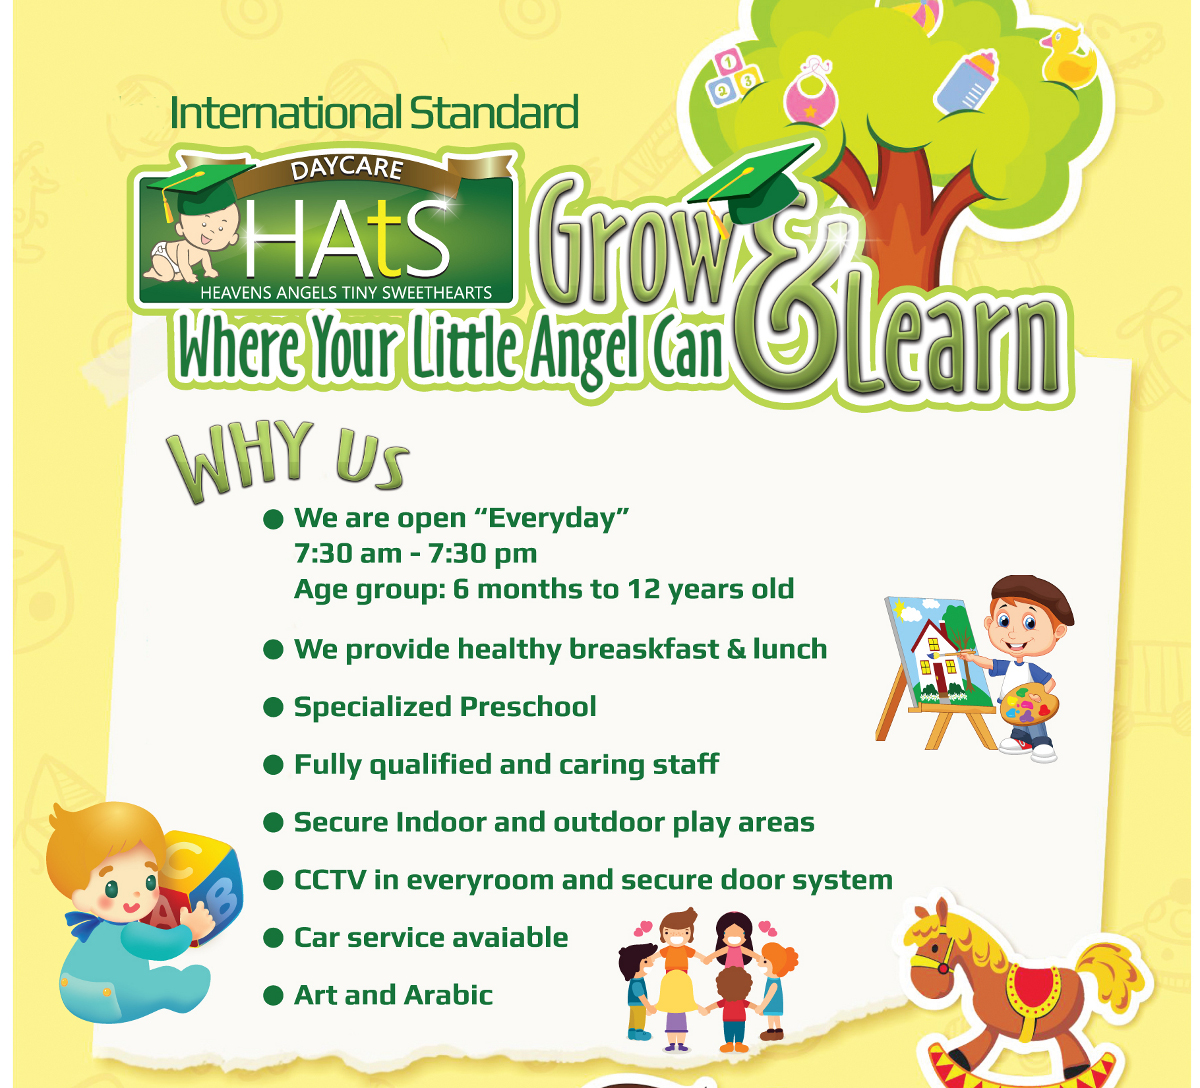 International Standard
DAYCARE
HAtS
HEAVENS ANGELS TINY SWEETHEARTS
Where Your Little Angel Can
Grow & Learn
1
2 3
WHY US
● We are open “Everyday”
7:30 am - 7:30 pm
Age group: 6 months to 12 years old
● We provide healthy breaskfast & lunch
● Specialized Preschool
● Fully qualified and caring staff
● Secure Indoor and outdoor play areas
● CCTV in everyroom and secure door system
● Car service avaiable
● Art and Arabic
C
A B